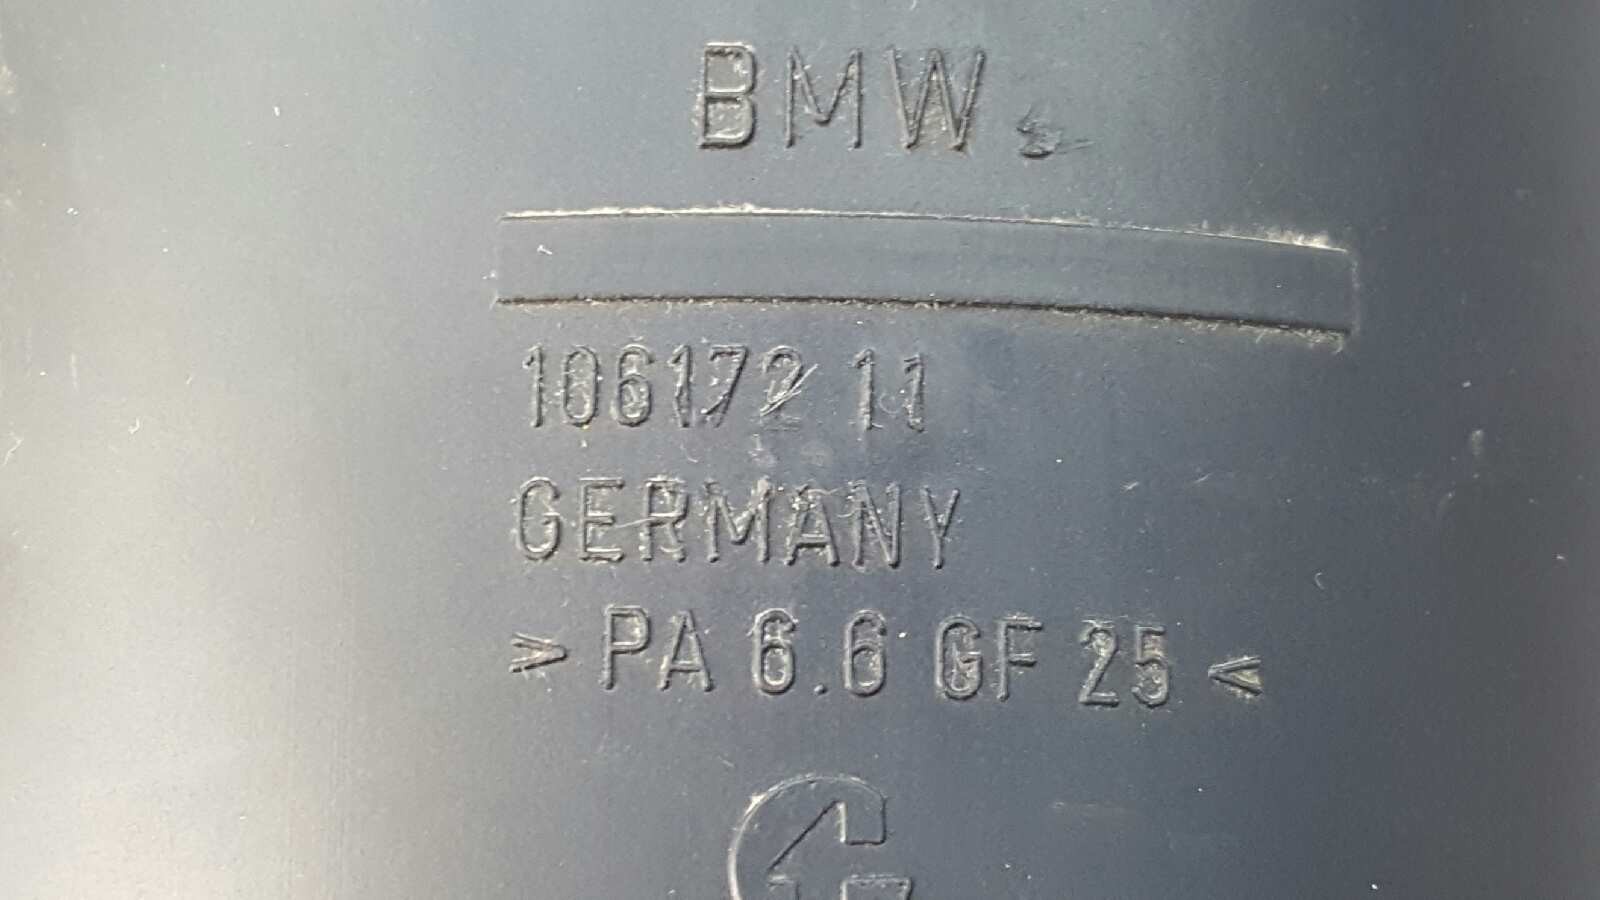 BMW
106172 11
GERMANY
> PA 6.6 GF 25 <